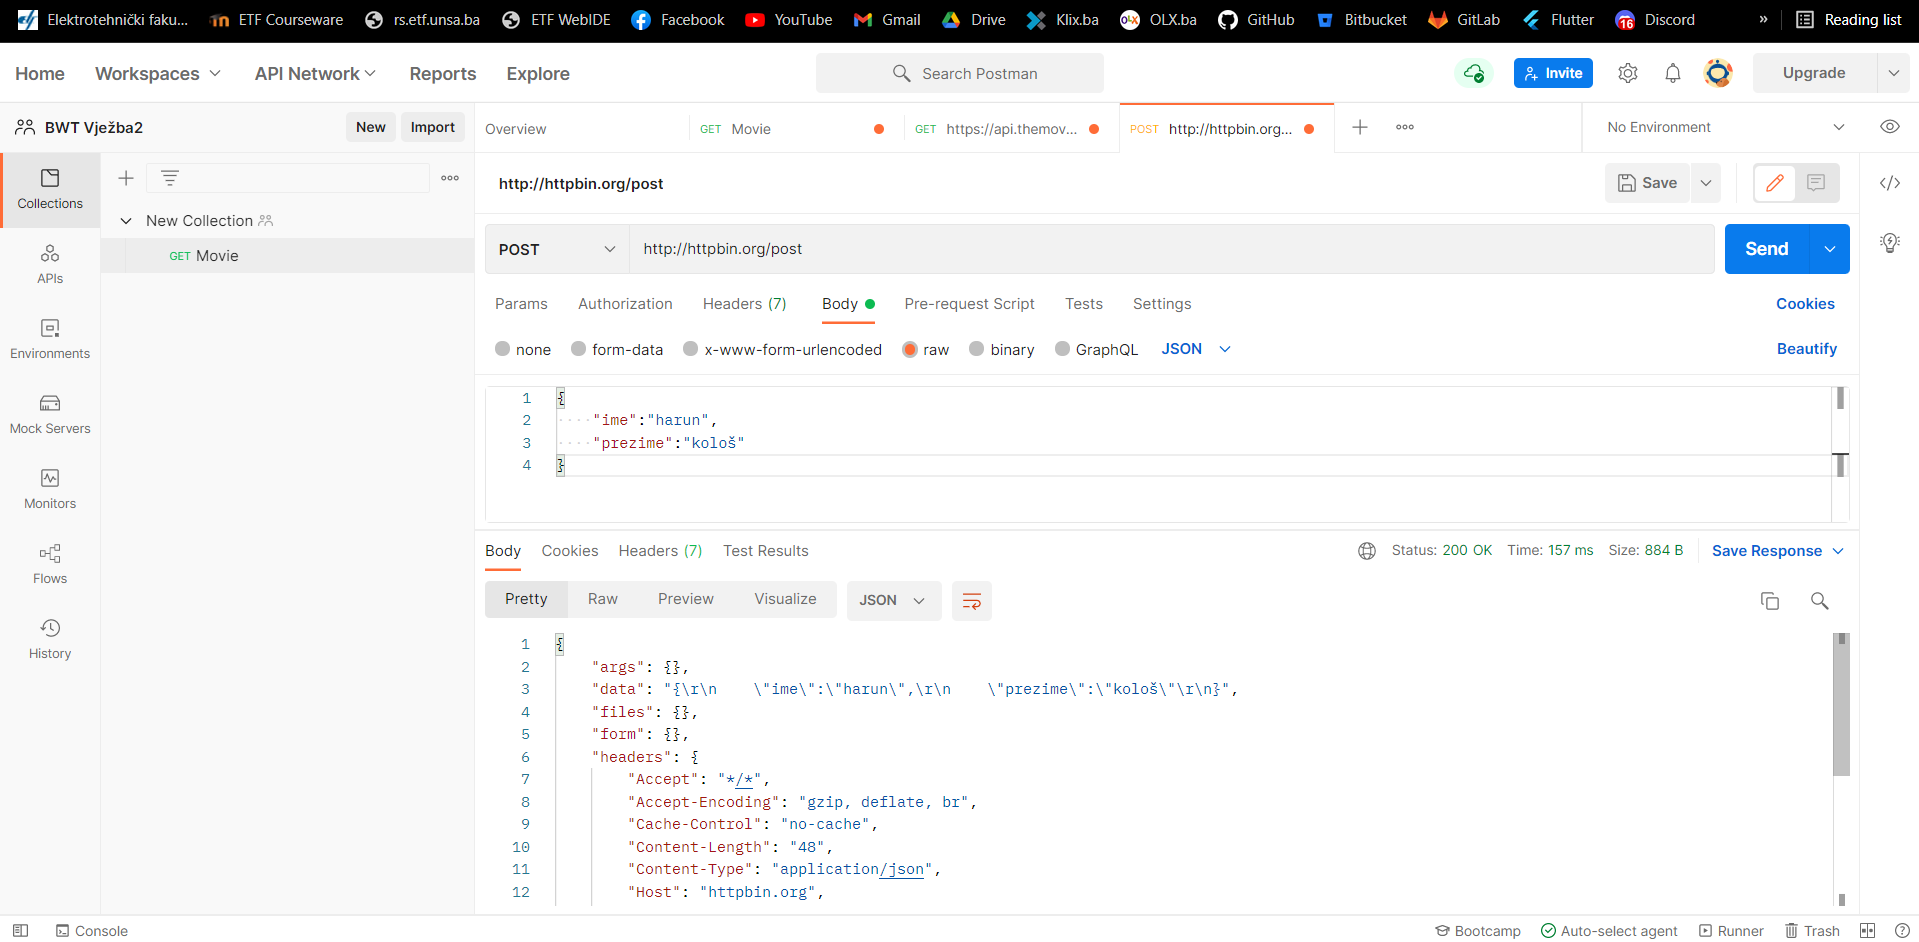 Elektrotehnički faku... ETF Courseware rs.etf.unsa.ba ETF WebIDE Facebook YouTube Gmail Drive Klix.ba OLX OLX.ba GitHub Bitbucket GitLab Flutter 16 Discord » Reading list
Home Workspaces API Network Reports Explore Search Postman Invite Upgrade
BWT Vježba2 New Import Overview GET Movie GET https://api.themov... POST http://httpbin.org... No Environment
Collections
http://httpbin.org/post Save
New Collection
GET Movie
POST http://httpbin.org/post Send
APIs
Params Authorization Headers (7) Body Pre-request Script Tests Settings Cookies
Environments
none form-data x-www-form-urlencoded raw binary GraphQL JSON Beautify
1 {
2 "ime":"harun",
Mock Servers
3 "prezime":"kološ"
4 }
Monitors
Body Cookies Headers (7) Test Results Status: 200 OK Time: 157 ms Size: 884 B Save Response
Flows
Pretty Raw Preview Visualize JSON
History
1 {
2 "args": {},
3 "data": "{\r\n    \"ime\":\"harun\",\r\n    \"prezime\":\"kološ\"\r\n}",
4 "files": {},
5 "form": {},
6 "headers": {
7 "Accept": "*/*",
8 "Accept-Encoding": "gzip, deflate, br",
9 "Cache-Control": "no-cache",
10 "Content-Length": "48",
11 "Content-Type": "application/json",
12 "Host": "httpbin.org",
Console Bootcamp Auto-select agent Runner Trash